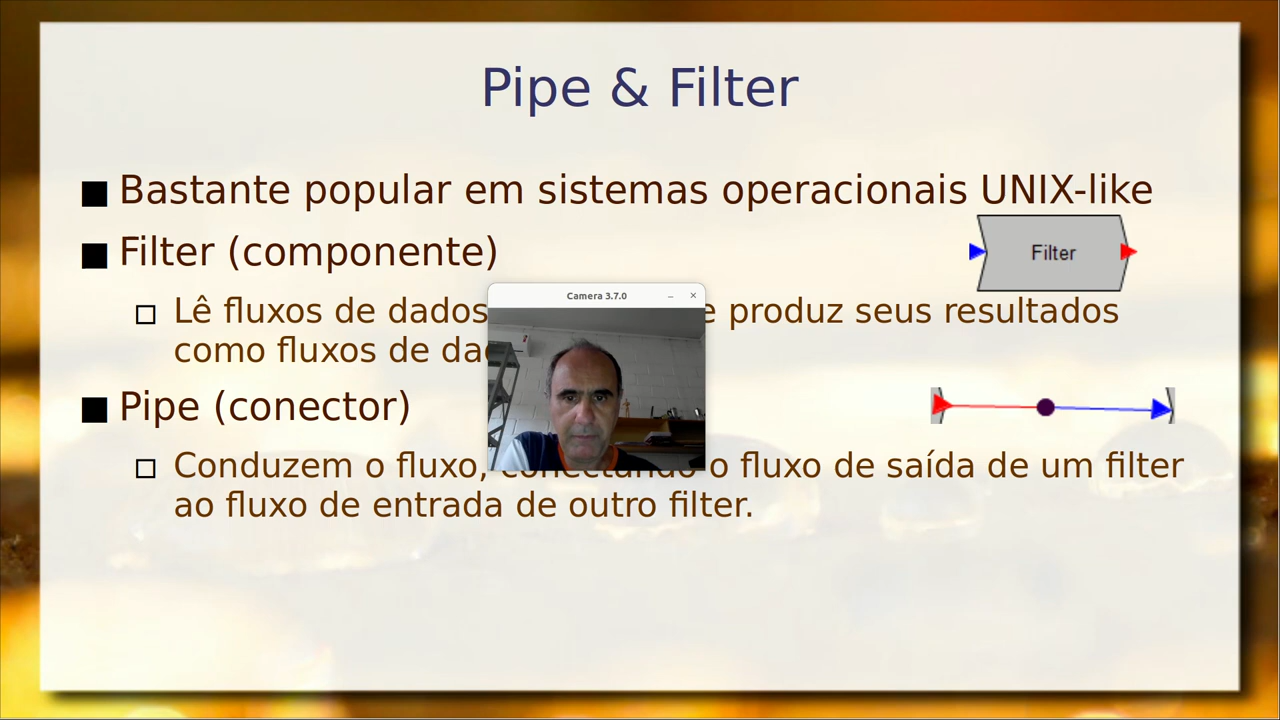 Pipe & Filter
Bastante popular em sistemas operacionais UNIX-like
Filter (componente)
Filter
Camera 3.7.0
Lê fluxos de dados e produz seus resultados
como fluxos de
Pipe (conector)
Conduzem o fluxo, conectando o fluxo de saída de um filter
ao fluxo de entrada de outro filter.